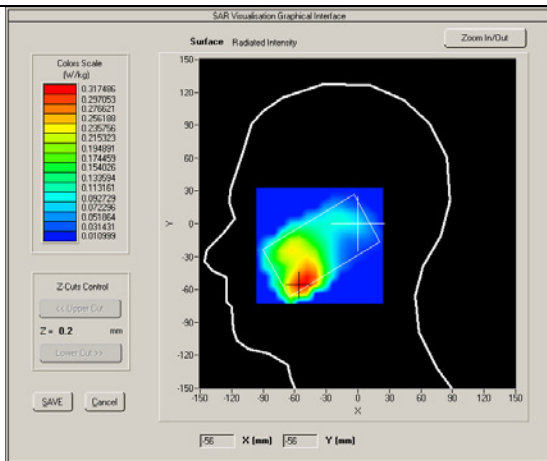 SAR Visualisation Graphical Interface
Surface Radiated Intensity
Zoom In/Out
Colors Scale
(W/kg)
0.317486
0.297053
0.276621
0.256188
0.235756
0.215323
0.194891
0.174459
0.154026
0.133594
0.113161
0.092729
0.072296
0.051864
0.031431
0.010999
Z-Cuts Control
<< Upper Cut
Z = 0.2 mm
Lower Cut >>
SAVE Cancel
150
120
90
60
30
0
-30
-60
-90
-120
-150
Y
-150 -120 -90 -60 -30 0 30 60 90 120 150
X
-56 X (mm) -56 Y (mm)